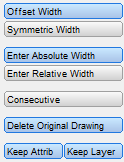 Offset Width
Symmetric Width
Enter Absolute Width
Enter Relative Width
Consecutive
Delete Original Drawing
Keep Attrib Keep Layer